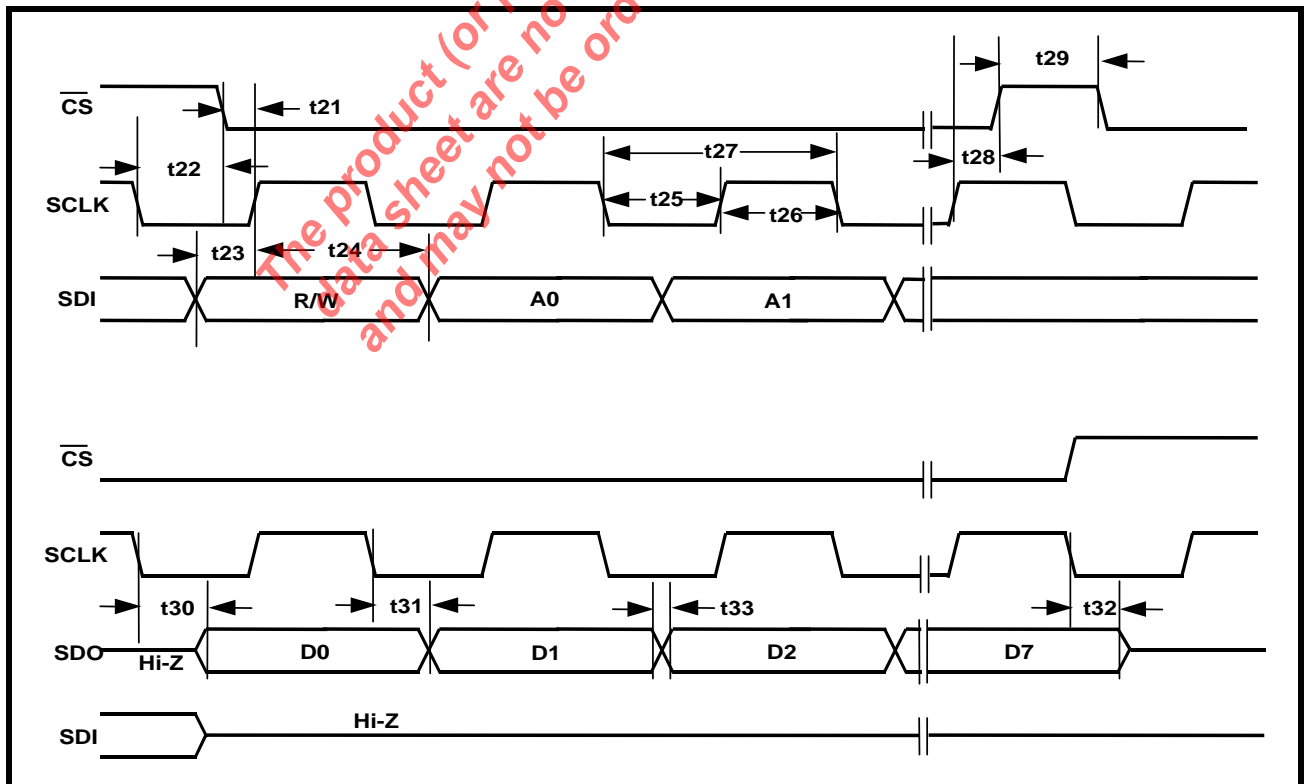 The product (or
data sheet are no
and may not be ord
t29
CS
t21
t22
t27
t28
SCLK
t25
t26
t23
t24
SDI
R/W
A0
A1
CS
SCLK
t30
t31
t33
t32
SDO
Hi-Z
D0
D1
D2
D7
Hi-Z
SDI